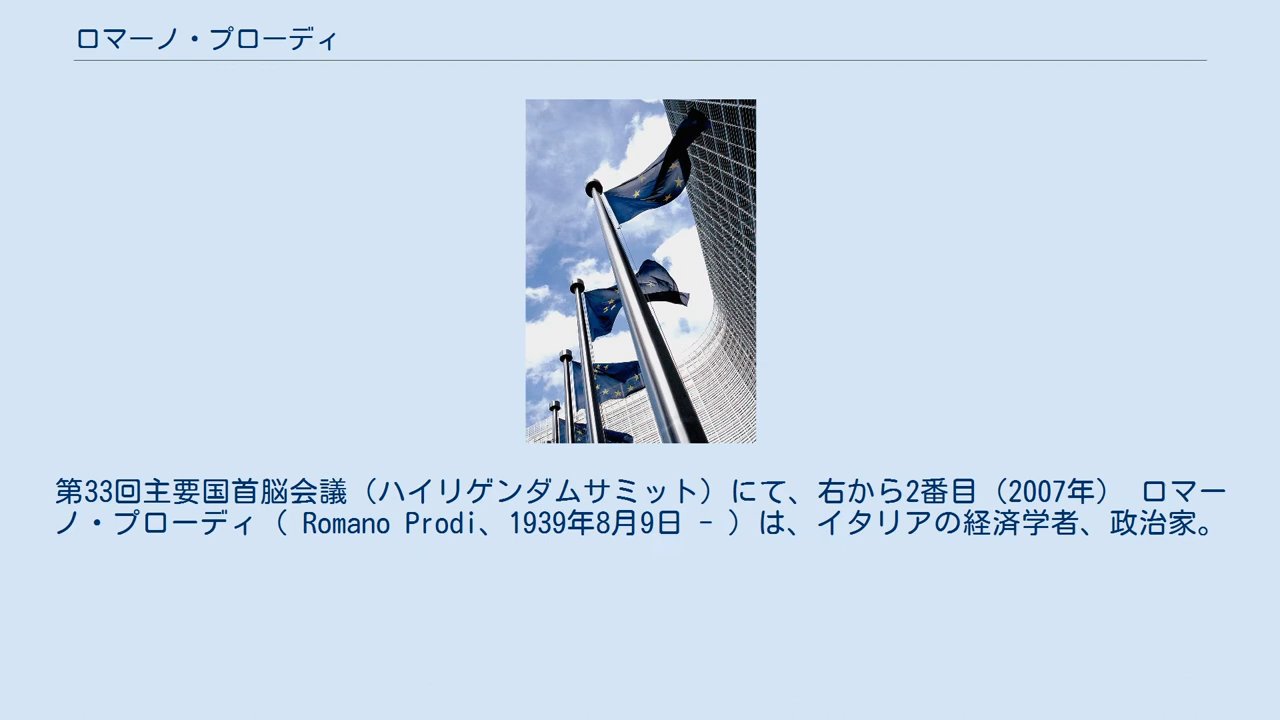 ロマーノ・プローディ
第33回主要国首脳会議（ハイリゲンダムサミット）にて、右から2番目（2007年） ロマー
ノ・プローディ（ Romano Prodi、1939年8月9日 - ）は、イタリアの経済学者、政治家。